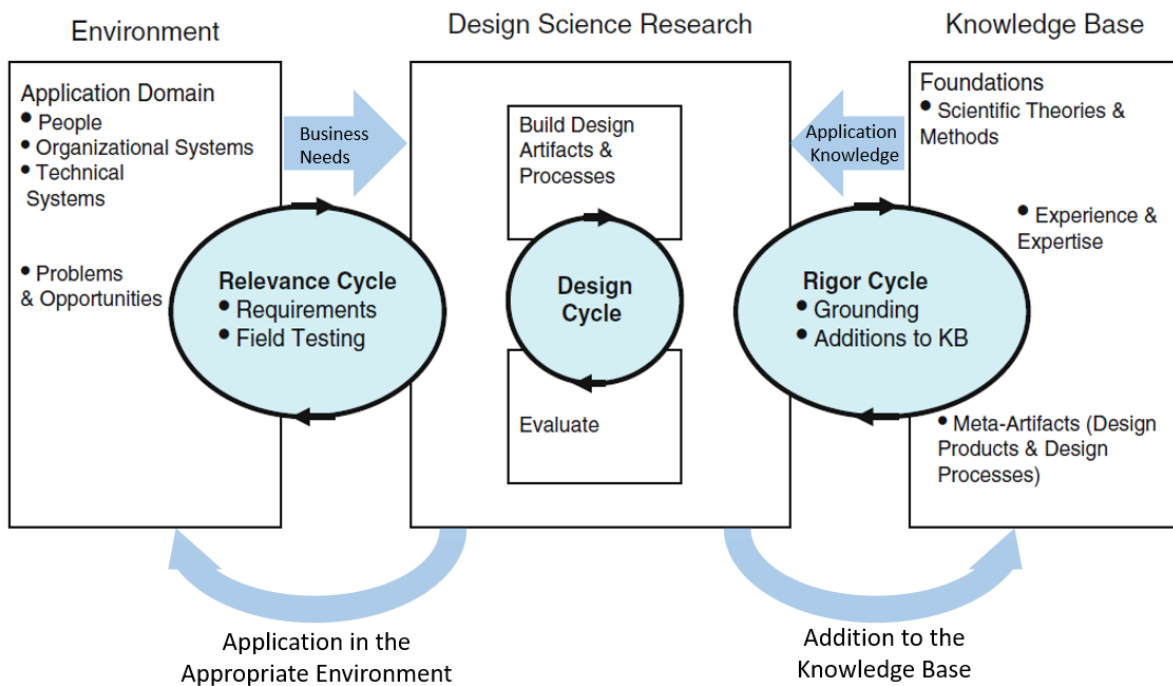 Environment
Design Science Research
Knowledge Base
Application Domain
• People
• Organizational Systems
• Technical
Systems
• Problems
& Opportunities
Business
Needs
Relevance Cycle
• Requirements
• Field Testing
Build Design
Artifacts &
Processes
Design
Cycle
Evaluate
Application
Knowledge
Rigor Cycle
• Grounding
• Additions to KB
Foundations
• Scientific Theories &
Methods
• Experience &
Expertise
• Meta-Artifacts (Design
Products & Design
Processes)
Application in the
Appropriate Environment
Addition to the
Knowledge Base